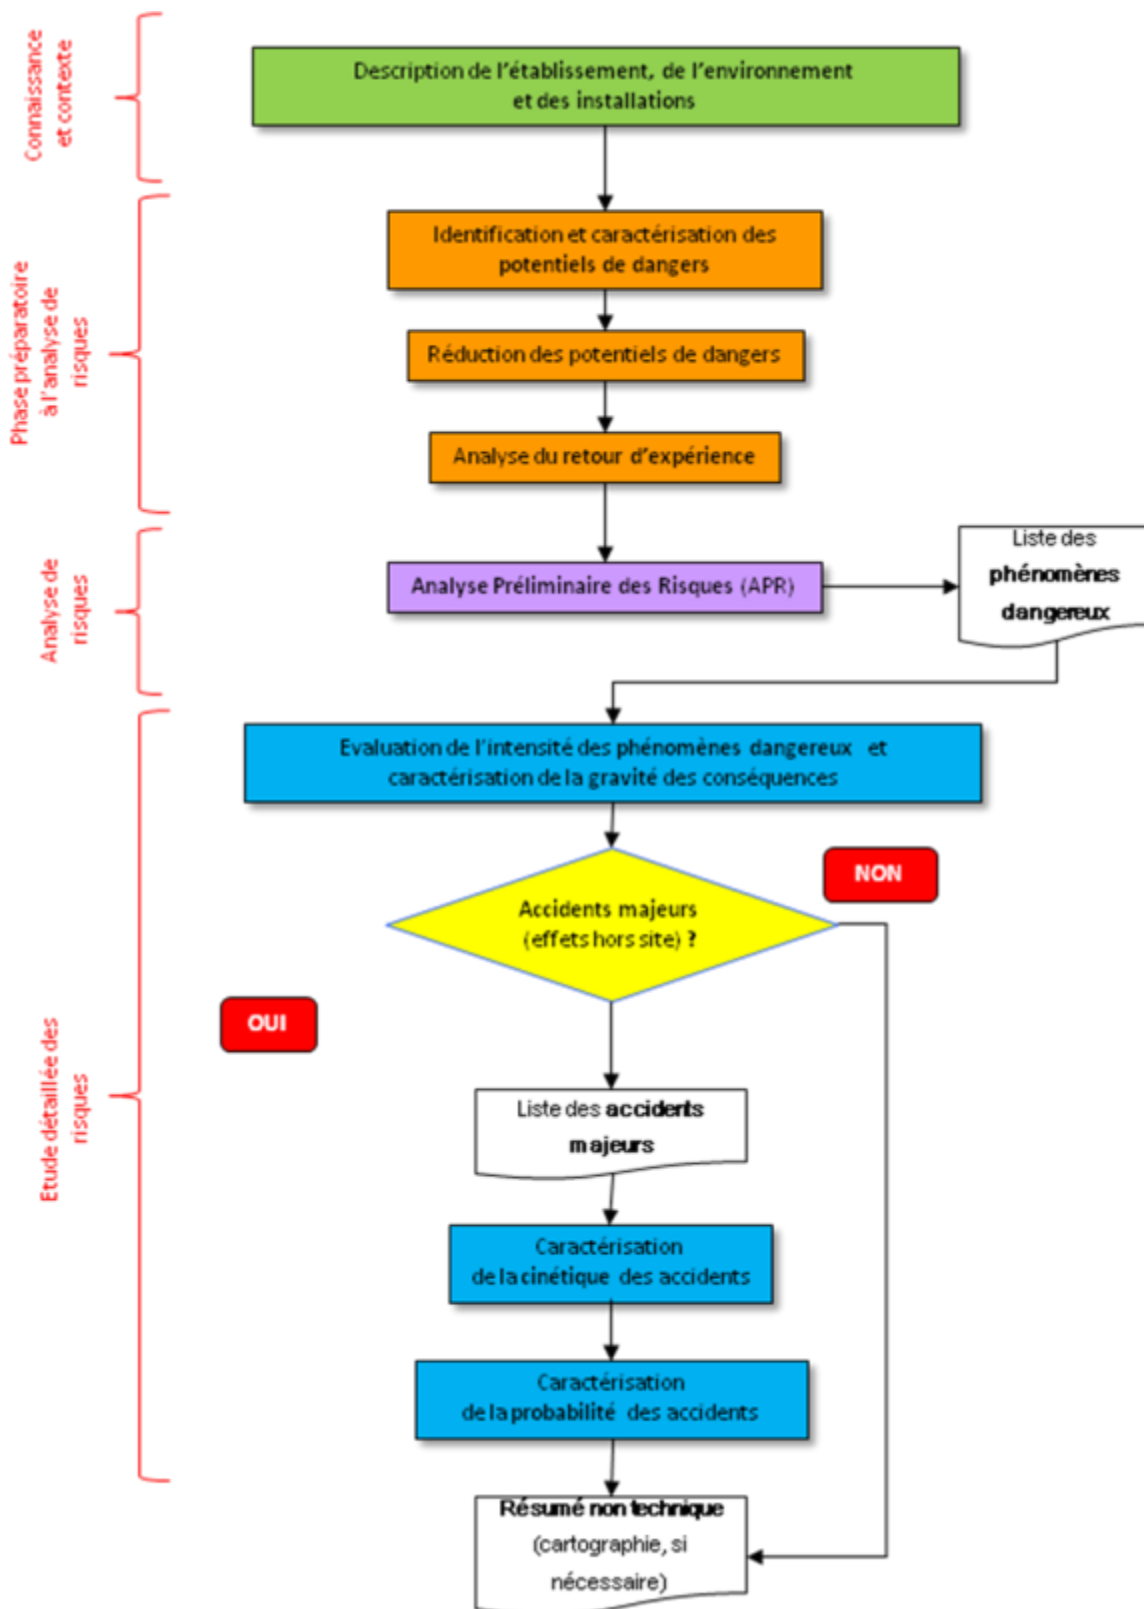 Connaissance
et contexte
Description de l'établissement, de l'environnement
et des installations
Phase préparatoire
à l'analyse de
risques
Identification et caractérisation des
potentiels de dangers
Réduction des potentiels de dangers
Analyse du retour d'expérience
Analyse de
risques
Analyse Préliminaire des Risques (APR)
Liste des
phénomènes
dangereux
Etude détaillée des
risques
Evaluation de l'intensité des phénomènes dangereux et
caractérisation de la gravité des conséquences
Accidents majeurs
(effets hors site) ?
NON
OUI
Liste des accidents
majeurs
Caractérisation
de la cinétique des accidents
Caractérisation
de la probabilité des accidents
Résumé non technique
(cartographie, si
nécessaire)